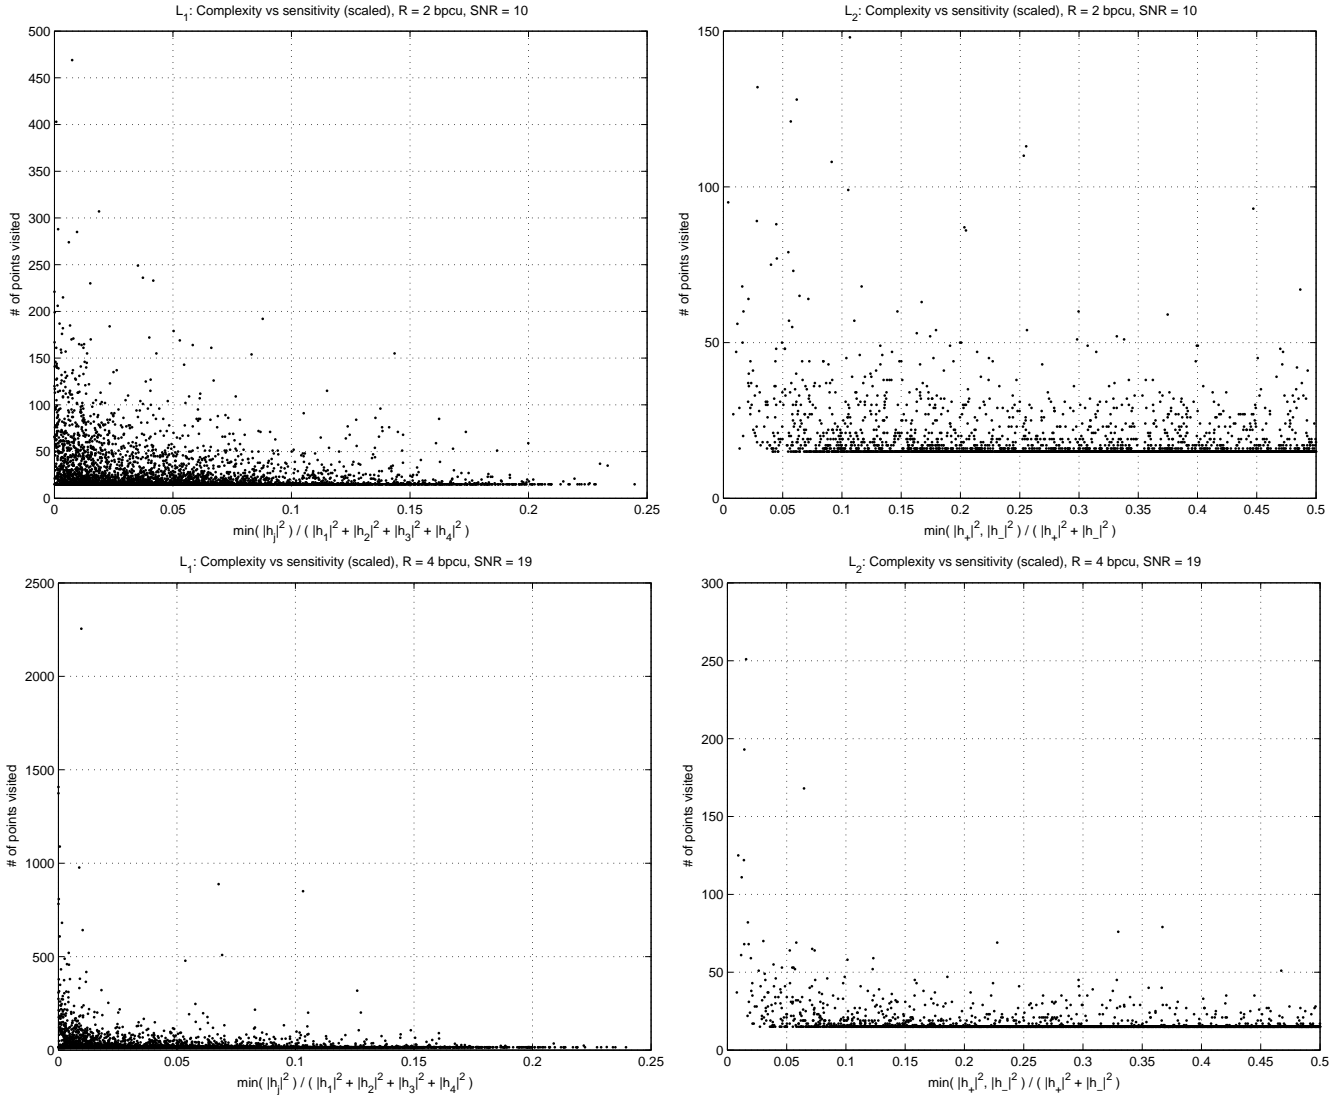 L1: Complexity vs sensitivity (scaled), R = 2 bpcu, SNR = 10
500
450
400
350
300
250
200
150
100
50
0
# of points visited
0 0.05 0.1 0.15 0.2 0.25
min( |hj|2 ) / ( |h1|2 + |h2|2 + |h3|2 + |h4|2 )
L2: Complexity vs sensitivity (scaled), R = 2 bpcu, SNR = 10
150
100
50
0
# of points visited
0 0.05 0.1 0.15 0.2 0.25 0.3 0.35 0.4 0.45 0.5
min( |h+|2, |h−|2 ) / ( |h+|2 + |h−|2 )
L1: Complexity vs sensitivity (scaled), R = 4 bpcu, SNR = 19
2500
2000
1500
1000
500
0
# of points visited
0 0.05 0.1 0.15 0.2 0.25
min( |hj|2 ) / ( |h1|2 + |h2|2 + |h3|2 + |h4|2 )
L2: Complexity vs sensitivity (scaled), R = 4 bpcu, SNR = 19
300
250
200
150
100
50
0
# of points visited
0 0.05 0.1 0.15 0.2 0.25 0.3 0.35 0.4 0.45 0.5
min( |h+|2, |h−|2 ) / ( |h+|2 + |h−|2 )